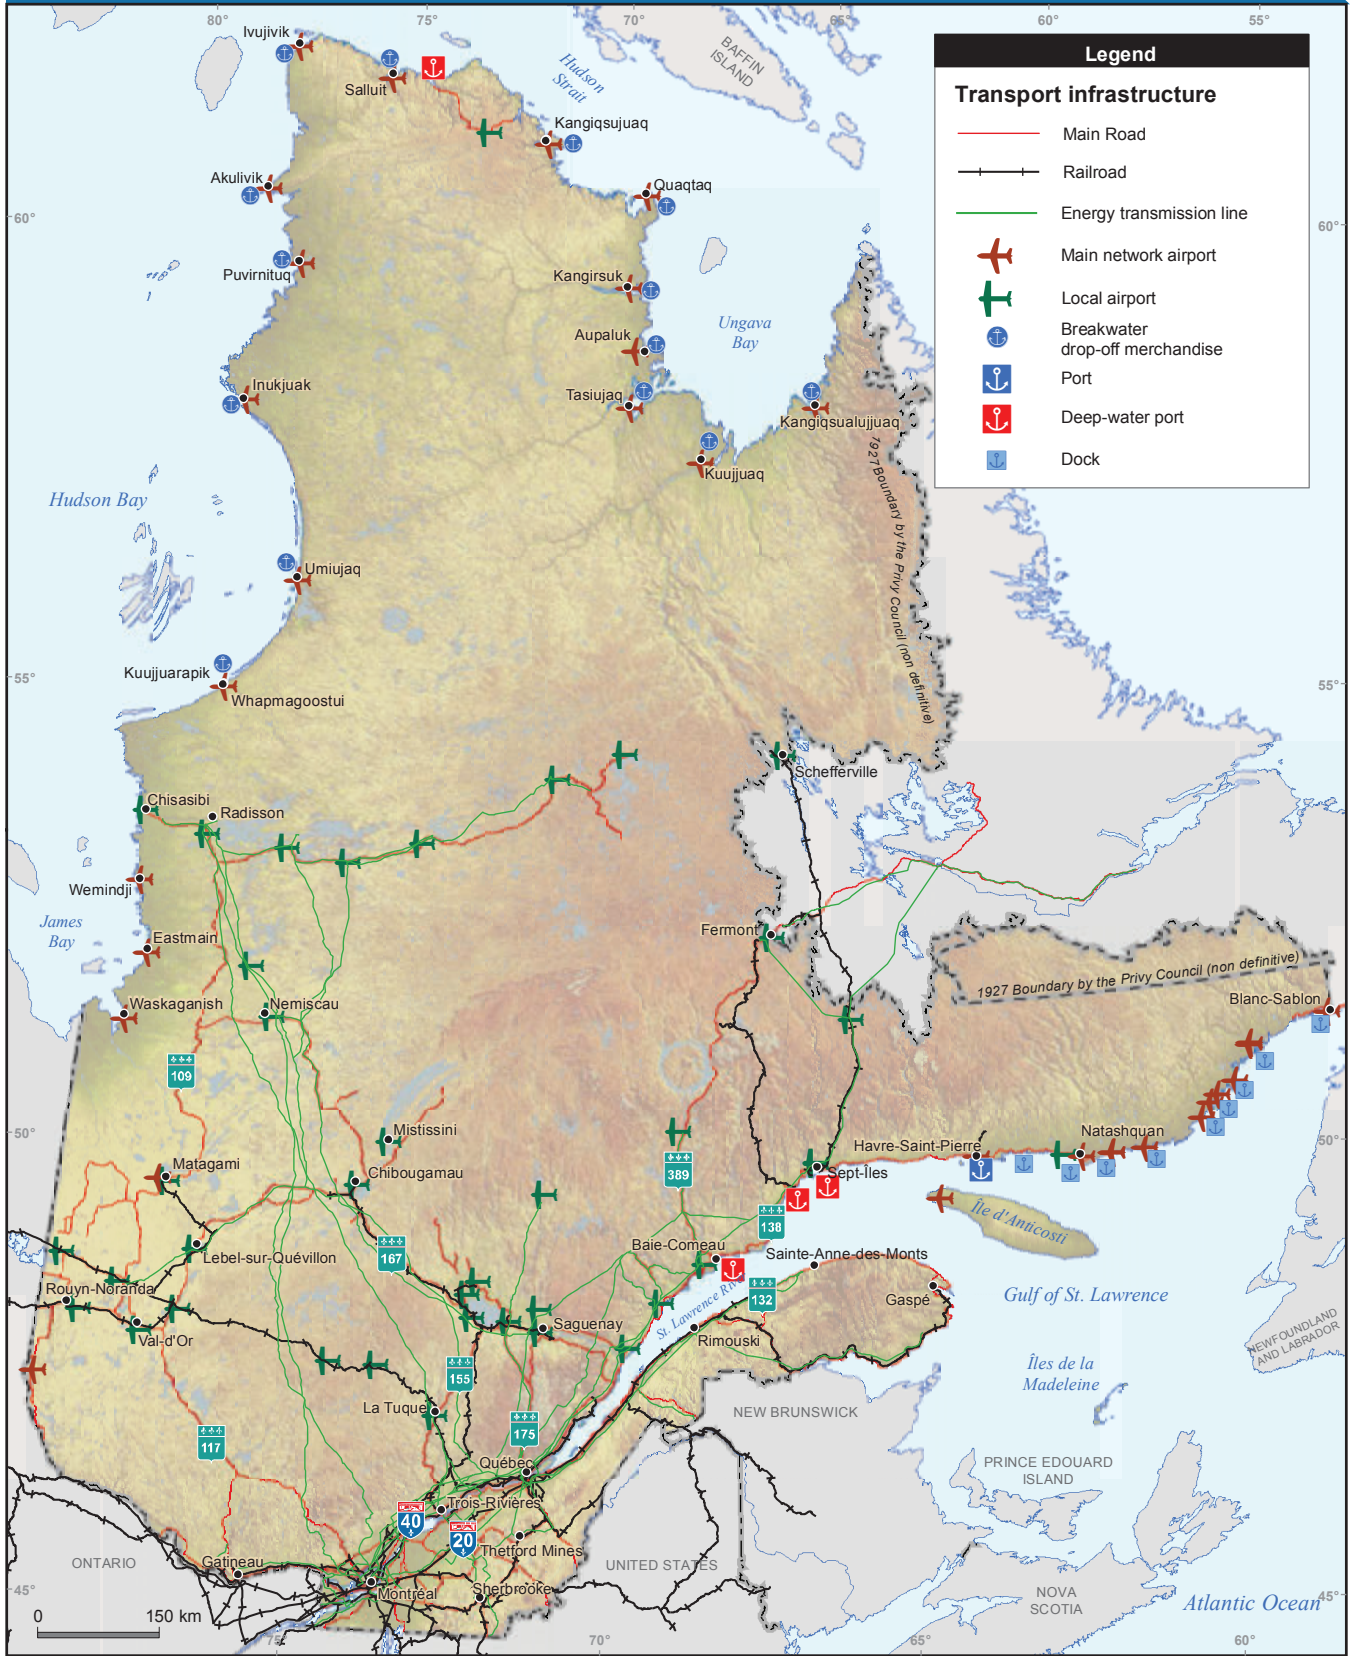 80°
75°
70°
65°
60°
55°
Ivujivik
Salluit
Hudson
Strait
BAFFIN
ISLAND
Kangiqsujuaq
Akulivik
Quaqtaq
60°
60°
Puvirnituq
Kangirsuk
Aupaluk
Ungava
Bay
Inukjuak
Tasiujaq
Kangiqsualujjuaq
Kuujjuaq
Hudson Bay
1927 Boundary by the Privy Council (non definitive)
Umiujaq
Kuujjuarapik
Whapmagoostui
55°
55°
Legend
Transport infrastructure
Main Road
Railroad
Energy transmission line
Main network airport
Local airport
Breakwater
drop-off merchandise
Port
Deep-water port
Dock
Schefferville
Chisasibi
Radisson
Wemindji
James
Bay
Eastmain
Fermont
1927 Boundary by the Privy Council (non definitive)
Blanc-Sablon
Waskaganish
Nemiscau
109
50°
50°
Mistissini
Matagami
Chibougamau
389
Havre-Saint-Pierre
Natashquan
Sept-Îles
Île d'Anticosti
138
167
Lebel-sur-Quévillon
Baie-Comeau
Sainte-Anne-des-Monts
Rouyn-Noranda
132
Gaspé
Gulf of St. Lawrence
St. Lawrence River
Val-d'Or
Saguenay
Rimouski
NEWFOUNDLAND
AND LABRADOR
Îles de la
Madeleine
155
La Tuque
175
117
NEW BRUNSWICK
Québec
PRINCE EDOUARD
ISLAND
Trois-Rivières
40
20
Thetford Mines
ONTARIO
Gatineau
UNITED STATES
Montréal
Sherbrooke
NOVA
SCOTIA
Atlantic Ocean
45°
45°
0
150 km
75°
70°
65°
60°